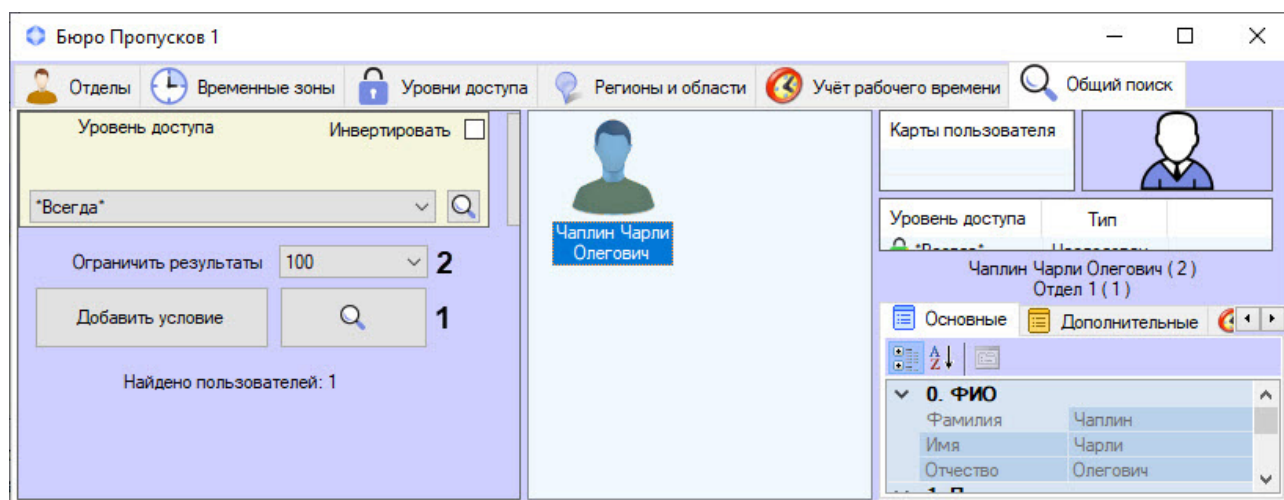 Бюро Пропусков 1
Отделы Временные зоны Уровни доступа Регионы и области Учёт рабочего времени Общий поиск
Уровень доступа Инвертировать
*Всегда*
Ограничить результаты 100 2
Добавить условие 1
Найдено пользователей: 1
Чаплин Чарли
Олегович
Карты пользователя
Уровень доступа Тип
*Всегда*
Чаплин Чарли Олегович ( 2 )
Отдел 1 ( 1 )
Основные Дополнительные
0. ФИО
Фамилия Чаплин
Имя Чарли
Отчество Олегович